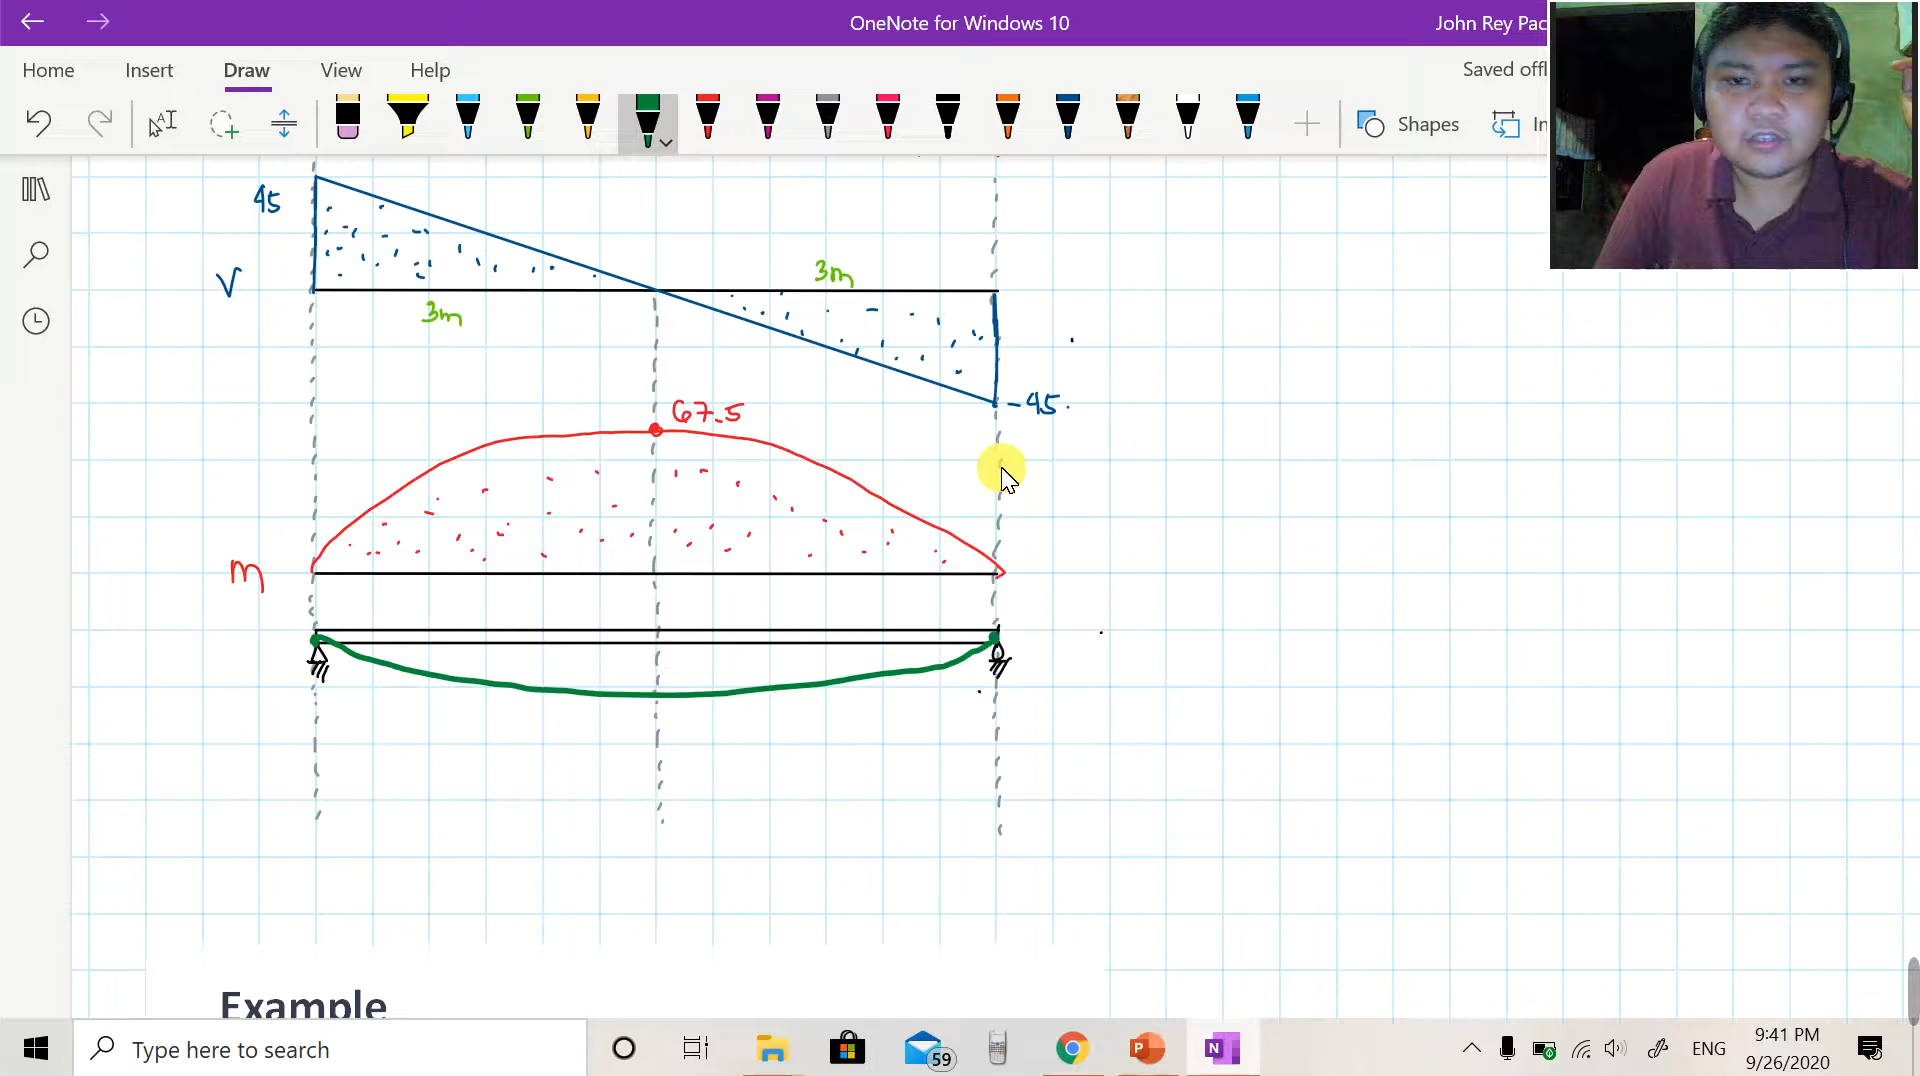 OneNote for Windows 10
John Rey Pac
Home Insert Draw View Help
Saved offl
Shapes
In
45
V
3m
3m
-45
67.5
M
Example
Type here to search
59
ENG
9:41 PM
9/26/2020